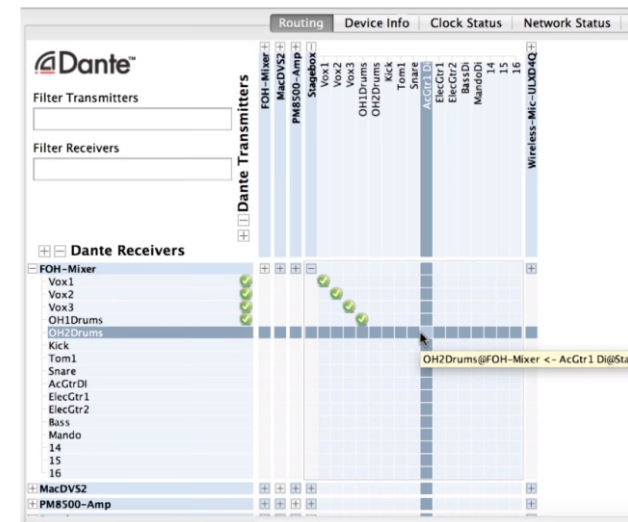 Routing Device Info Clock Status Network Status
Dante™
Filter Transmitters
Filter Receivers
Dante Transmitters
FOH-Mixer
MacDVS2
PM8500-Amp
Stagebox
Vox1
Vox2
Vox3
OH1Drums
OH2Drums
Kick
Tom1
Snare
AcGtr1 Di
ElecGtr1
ElecGtr2
BassDi
MandoDi
14
15
16
Wireless-Mic-ULXD4Q
Dante Receivers
FOH-Mixer
Vox1
Vox2
Vox3
OH1Drums
OH2Drums
Kick
Tom1
OH2Drums@FOH-Mixer <- AcGtr1 Di@Sta
Snare
AcGtrDI
ElecGtr1
ElecGtr2
Bass
Mando
14
15
16
MacDVS2
PM8500-Amp